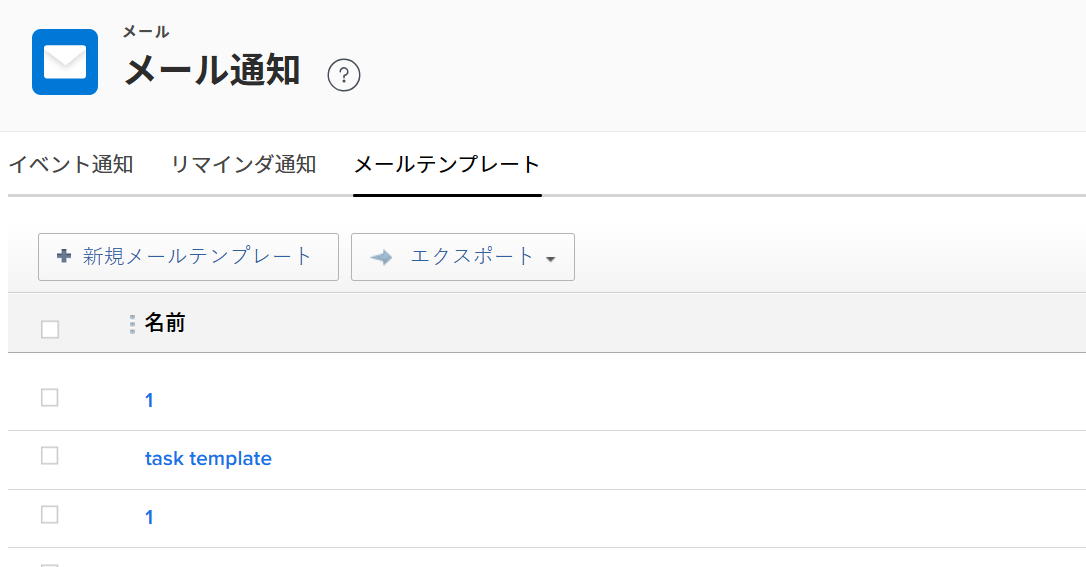 メール
メール通知 ?
イベント通知 リマインダ通知 メールテンプレート
新規メールテンプレート エクスポート
名前
1
task template
1